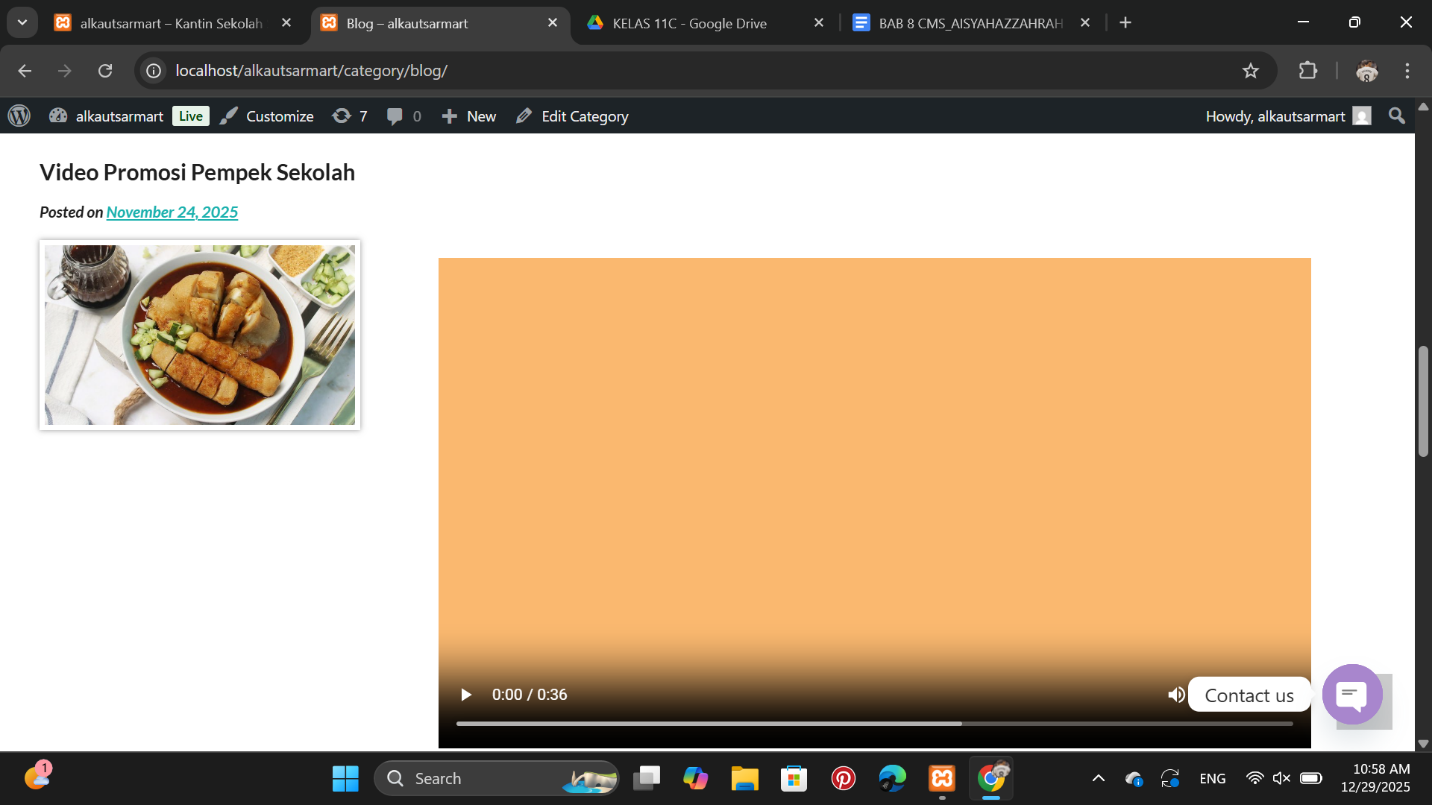 alkautsarmart – Kantin Sekolah
Blog – alkautsarmart
KELAS 11C - Google Drive
BAB 8 CMS_AISYAHAZZAHRAH
localhost/alkautsarmart/category/blog/
8
alkautsarmart Live Customize 7 0 New Edit Category
Howdy, alkautsarmart
Video Promosi Pempek Sekolah
Posted on November 24, 2025
0:00 / 0:36
Contact us
1
Search
ENG
10:58 AM
12/29/2025